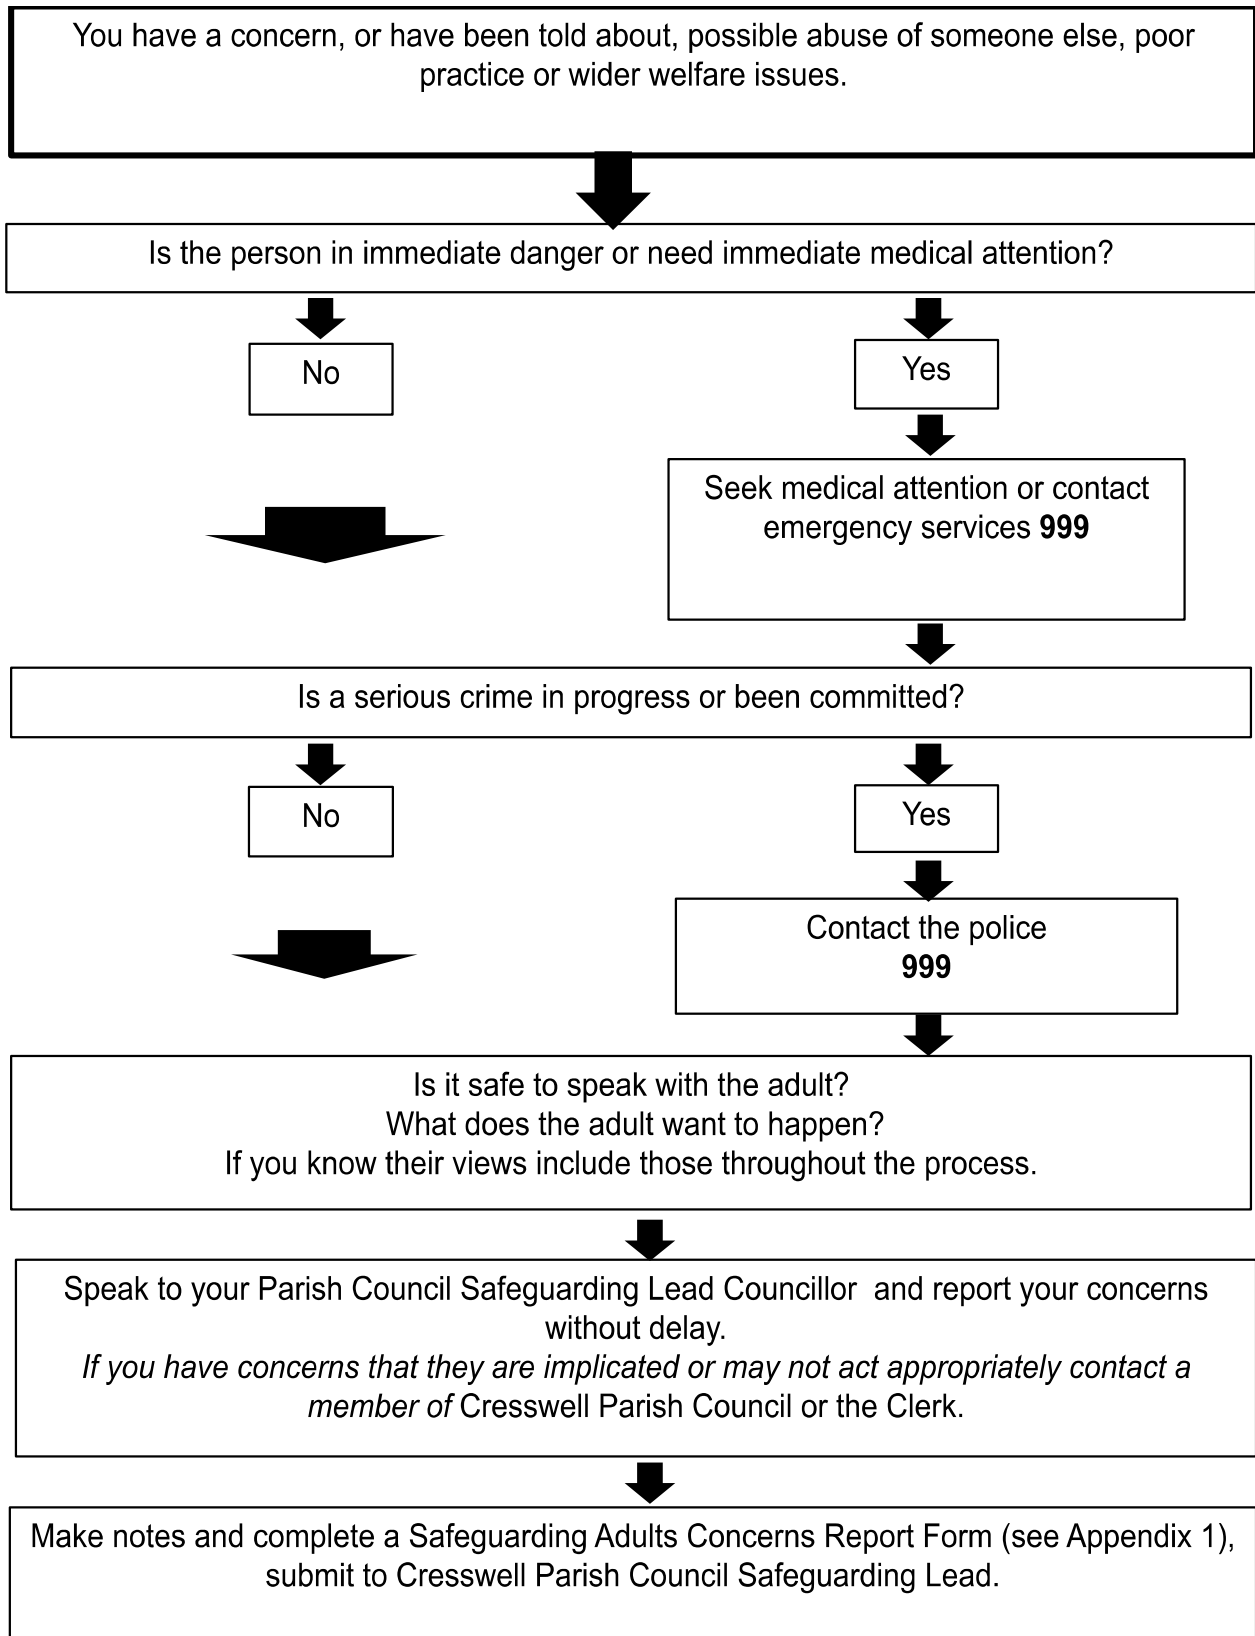 You have a concern, or have been told about, possible abuse of someone else, poor
practice or wider welfare issues.
Is the person in immediate danger or need immediate medical attention?
No
Yes
Seek medical attention or contact
emergency services 999
Is a serious crime in progress or been committed?
No
Yes
Contact the police
999
Is it safe to speak with the adult?
What does the adult want to happen?
If you know their views include those throughout the process.
Speak to your Parish Council Safeguarding Lead Councillor  and report your concerns
without delay.
If you have concerns that they are implicated or may not act appropriately contact a
member of Cresswell Parish Council or the Clerk.
Make notes and complete a Safeguarding Adults Concerns Report Form (see Appendix 1),
submit to Cresswell Parish Council Safeguarding Lead.